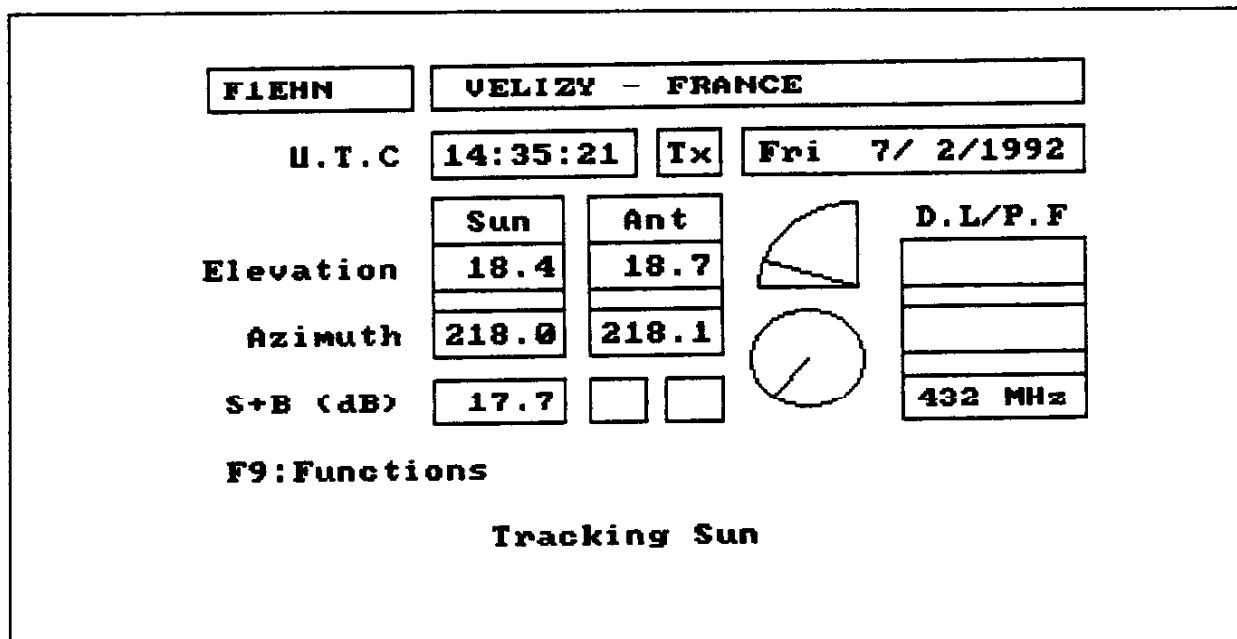 F1EHN VELIZY - FRANCE
U.T.C 14:35:21 Tx Fri 7/ 2/1992
Sun Ant D.L/P.F
Elevation 18.4 18.7
Azimuth 218.0 218.1
S+B (dB) 17.7 432 MHz
F9:Functions
Tracking Sun